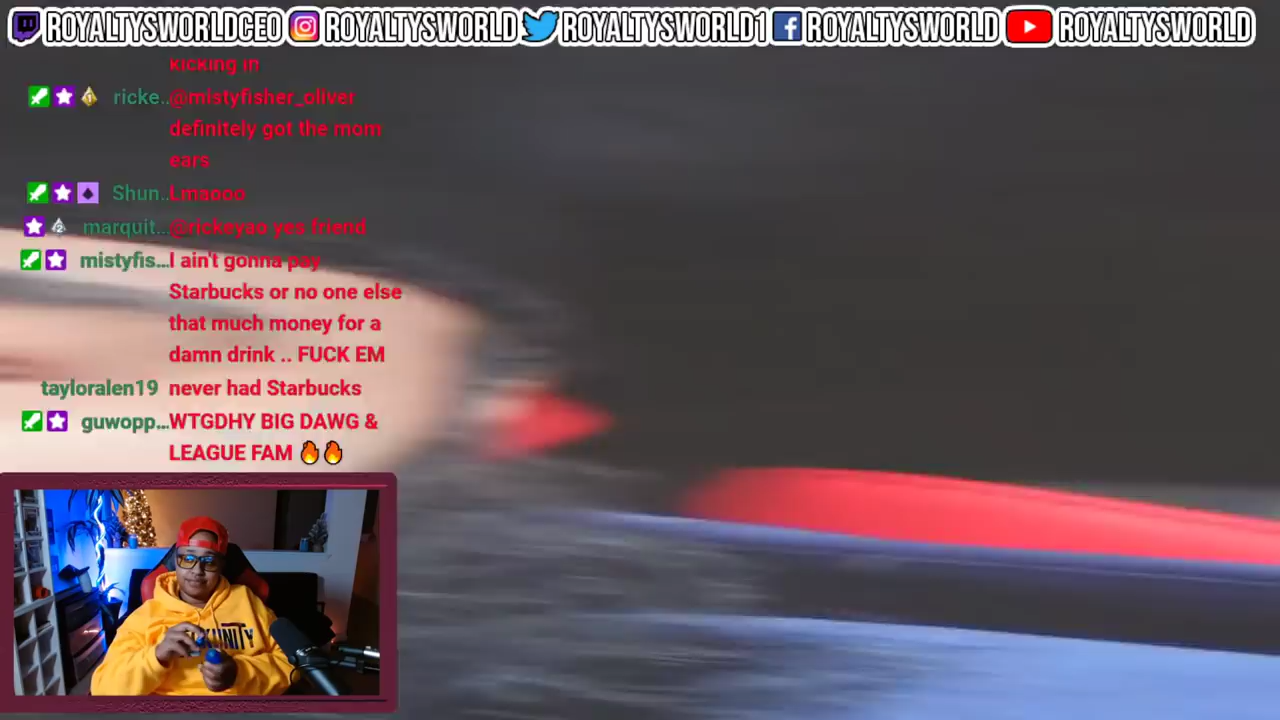 ROYALTYSWORLDCEO ROYALTYSWORLD ROYALTYSWORLD1 ROYALTYSWORLD ROYALTYSWORLD
kicking in
ricke.. @mistyfisher_oliver
definitely got the mom
ears
Shun.. Lmaooo
marquit... @rickeyao yes friend
mistyfis... I ain't gonna pay
Starbucks or no one else
that much money for a
damn drink .. FUCK EM
tayloralen19 never had Starbucks
guwopp... WTGDHY BIG DAWG &
LEAGUE FAM 🔥🔥